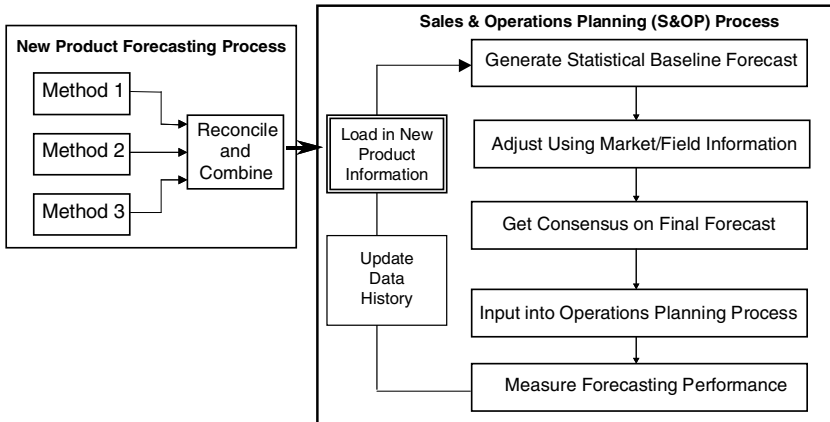 New Product Forecasting Process
Method 1
Method 2
Method 3
Reconcile
and
Combine
Sales & Operations Planning (S&OP) Process
Load in New
Product
Information
Update
Data
History
Generate Statistical Baseline Forecast
Adjust Using Market/Field Information
Get Consensus on Final Forecast
Input into Operations Planning Process
Measure Forecasting Performance